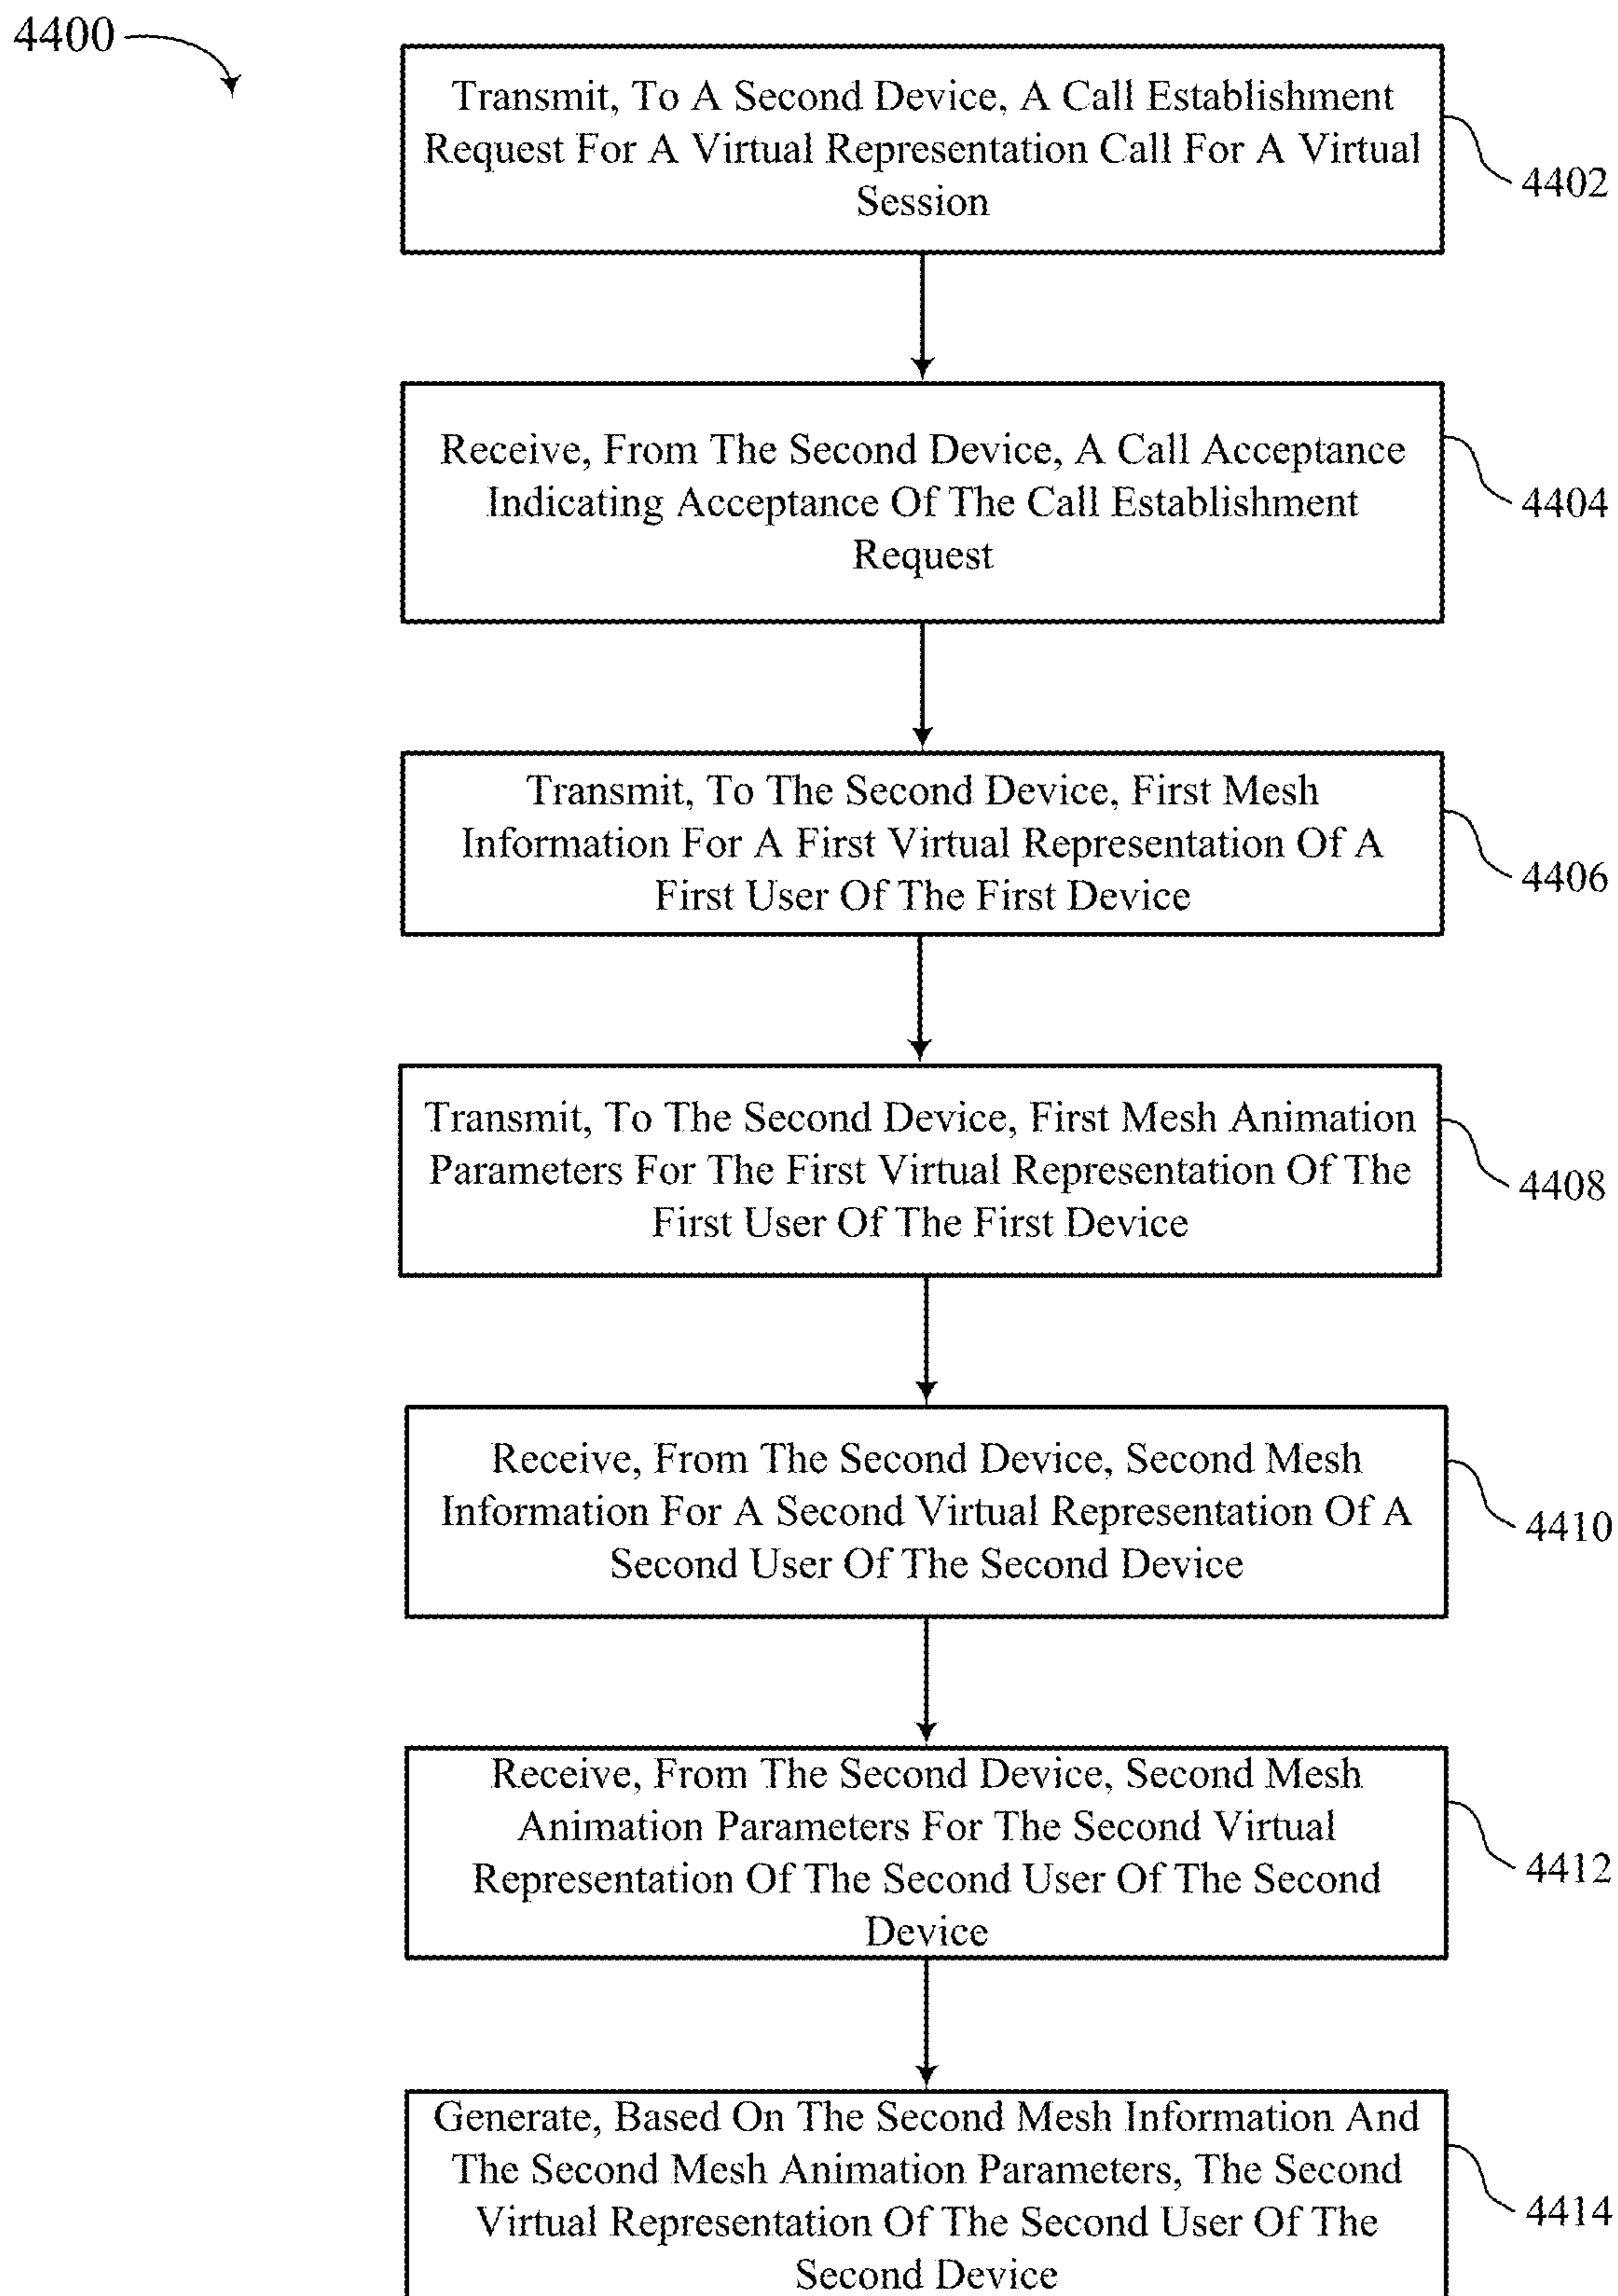 4400
Transmit, To A Second Device, A Call Establishment
Request For A Virtual Representation Call For A Virtual
Session
4402
Receive, From The Second Device, A Call Acceptance
Indicating Acceptance Of The Call Establishment
Request
4404
Transmit, To The Second Device, First Mesh
Information For A First Virtual Representation Of A
First User Of The First Device
4406
Transmit, To The Second Device, First Mesh Animation
Parameters For The First Virtual Representation Of The
First User Of The First Device
4408
Receive, From The Second Device, Second Mesh
Information For A Second Virtual Representation Of A
Second User Of The Second Device
4410
Receive, From The Second Device, Second Mesh
Animation Parameters For The Second Virtual
Representation Of The Second User Of The Second
Device
4412
Generate, Based On The Second Mesh Information And
The Second Mesh Animation Parameters, The Second
Virtual Representation Of The Second User Of The
Second Device
4414